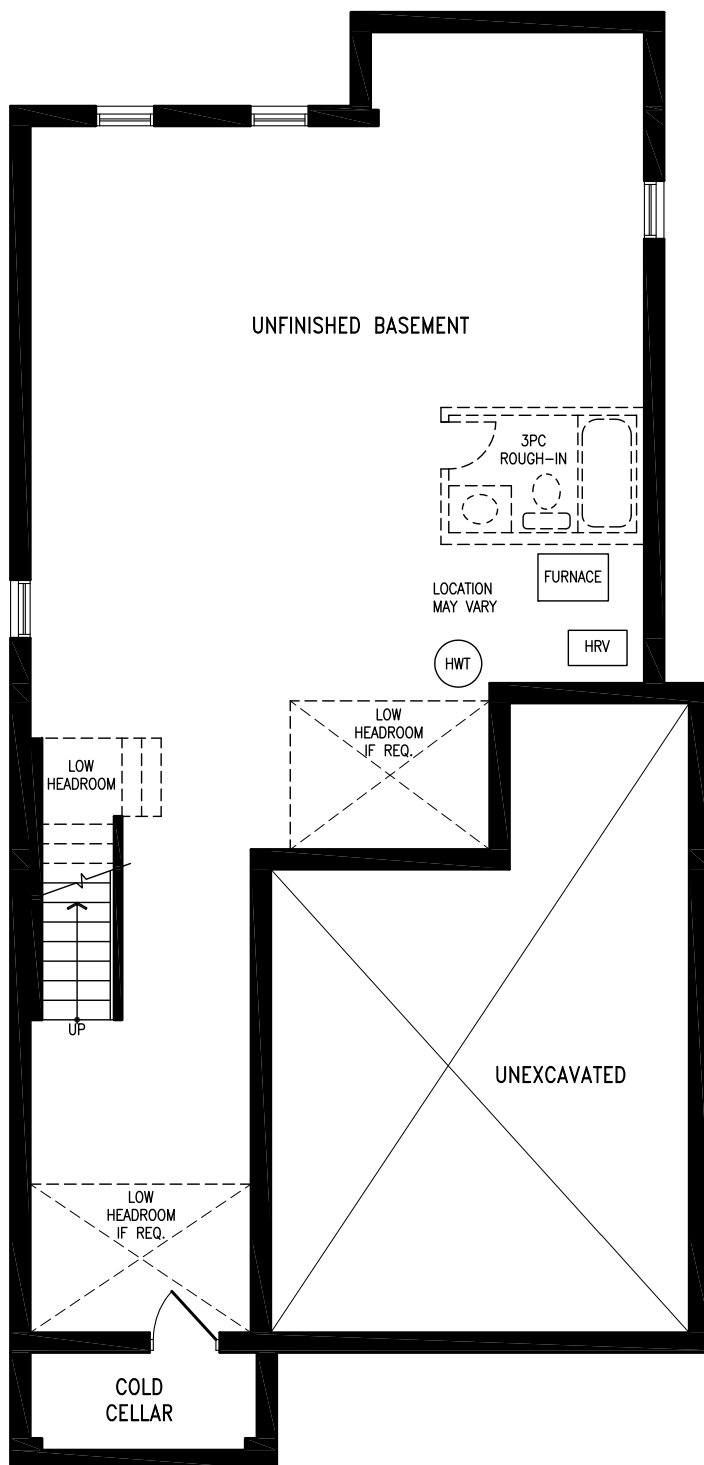 UNFINISHED BASEMENT
3PC
ROUGH-IN
FURNACE
LOCATION
MAY VARY
HRV
HWT
LOW
HEADROOM
IF REQ.
LOW
HEADROOM
UP
UNEXCAVATED
LOW
HEADROOM
IF REQ.
COLD
CELLAR